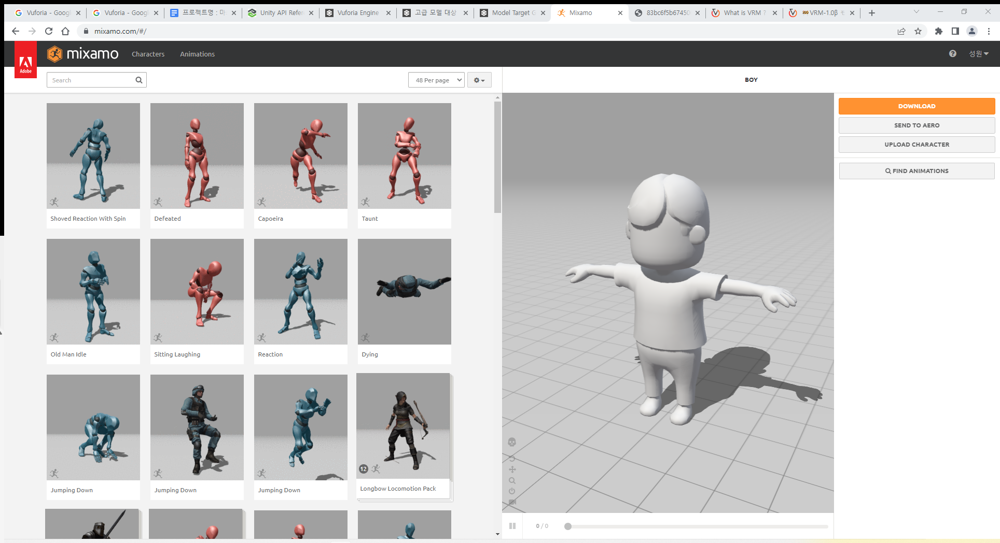 Vuforia - Googl
Vuforia - Googl
프로젝트명 : 마
Unity API Refer
Vuforia Engine
고급 모델 대상
Model Target G
Mixamo
83bc6f5b67450
What is VRM ?
VRM-1.0β モ
mixamo.com/#/
Adobe
mixamo
Characters
Animations
성원
Search
48 Per page
BOY
DOWNLOAD
SEND TO AERO
UPLOAD CHARACTER
FIND ANIMATIONS
Shoved Reaction With Spin
Defeated
Capoeira
Taunt
Old Man Idle
Sitting Laughing
Reaction
Dying
Jumping Down
Jumping Down
Jumping Down
12
Longbow Locomotion Pack
0 / 0